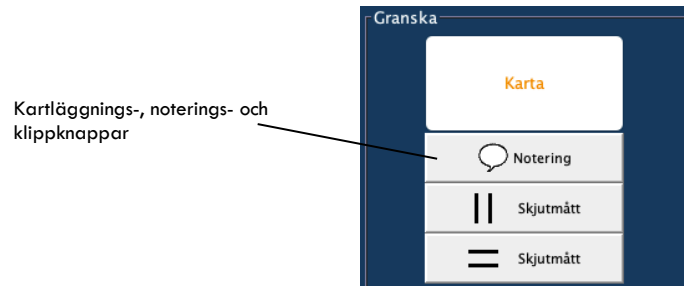 Granska
Karta
Kartläggnings-, noterings- och
klippknappar
Notering
Skjutmått
Skjutmått